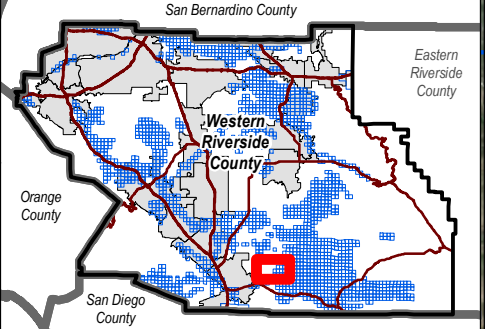 San Bernardino County
Eastern
Riverside
County
Western
Riverside
County
Orange
County
San Diego
County